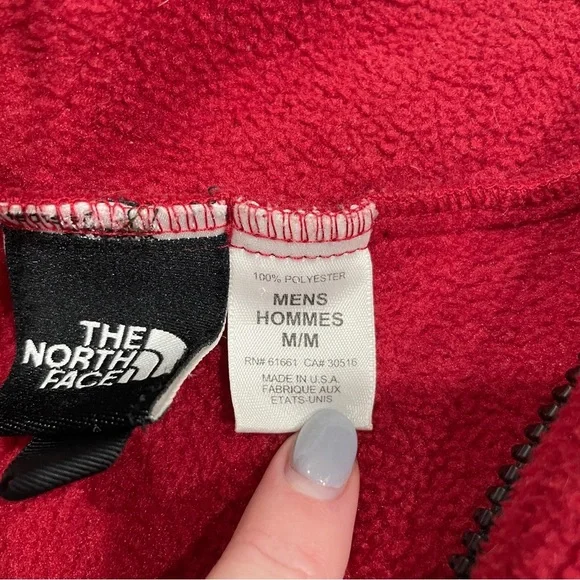 THE
NORTH
FACE
100% POLYESTER
MENS
HOMMES
M/M
RN# 61661 CA# 30516
MADE IN U.S.A.
FABRIQUE AUX
ETATS-UNIS